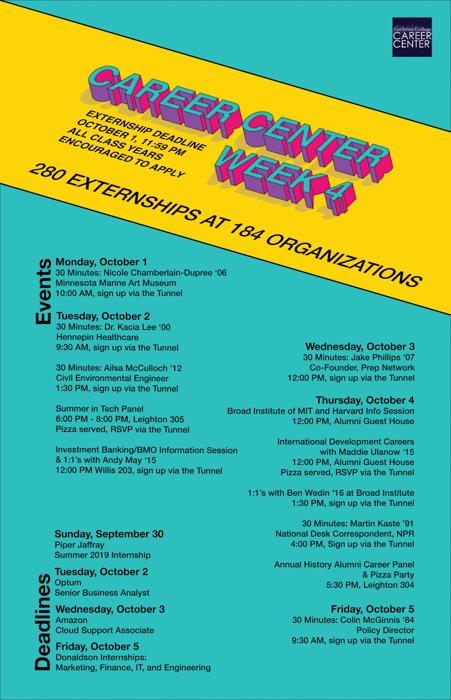 Carleton College
CAREER
CENTER
CAREER CENTER
WEEK 4
EXTERNSHIP DEADLINE
OCTOBER 1, 11:59 PM
ALL CLASS YEARS
ENCOURAGED TO APPLY
280 EXTERNSHIPS AT 184 ORGANIZATIONS
Events
Monday, October 1
30 Minutes: Nicole Chamberlain-Dupree ‘06
Minnesota Marine Art Museum
10:00 AM, sign up via the Tunnel
Tuesday, October 2
30 Minutes: Dr. Kacia Lee ‘00
Hennepin Healthcare
9:30 AM, sign up via the Tunnel
30 Minutes: Ailsa McCulloch ’12
Civil Environmental Engineer
1:30 PM, sign up via the Tunnel
Summer in Tech Panel
6:00 PM - 8:00 PM, Leighton 305
Pizza served, RSVP via the Tunnel
Investment Banking/BMO Information Session
& 1:1’s with Andy May ‘15
12:00 PM Willis 203, sign up via the Tunnel
Wednesday, October 3
30 Minutes: Jake Phillips ‘07
Co-Founder, Prep Network
12:00 PM, sign up via the Tunnel
Thursday, October 4
Broad Institute of MIT and Harvard Info Session
12:00 PM, Alumni Guest House
International Development Careers
with Maddie Ulanow ‘15
12:00 PM, Alumni Guest House
Pizza served, RSVP via the Tunnel
1:1’s with Ben Wedin ‘16 at Broad Institute
1:30 PM, sign up via the Tunnel
30 Minutes: Martin Kaste ’91
National Desk Correspondent, NPR
4:00 PM, Sign up via the Tunnel
Annual History Alumni Career Panel
& Pizza Party
5:30 PM, Leighton 304
Friday, October 5
30 Minutes: Colin McGinnis ‘84
Policy Director
9:30 AM, sign up via the Tunnel
Deadlines
Sunday, September 30
Piper Jaffray
Summer 2019 Internship
Tuesday, October 2
Optum
Senior Business Analyst
Wednesday, October 3
Amazon
Cloud Support Associate
Friday, October 5
Donaldson Internships:
Marketing, Finance, IT, and Engineering